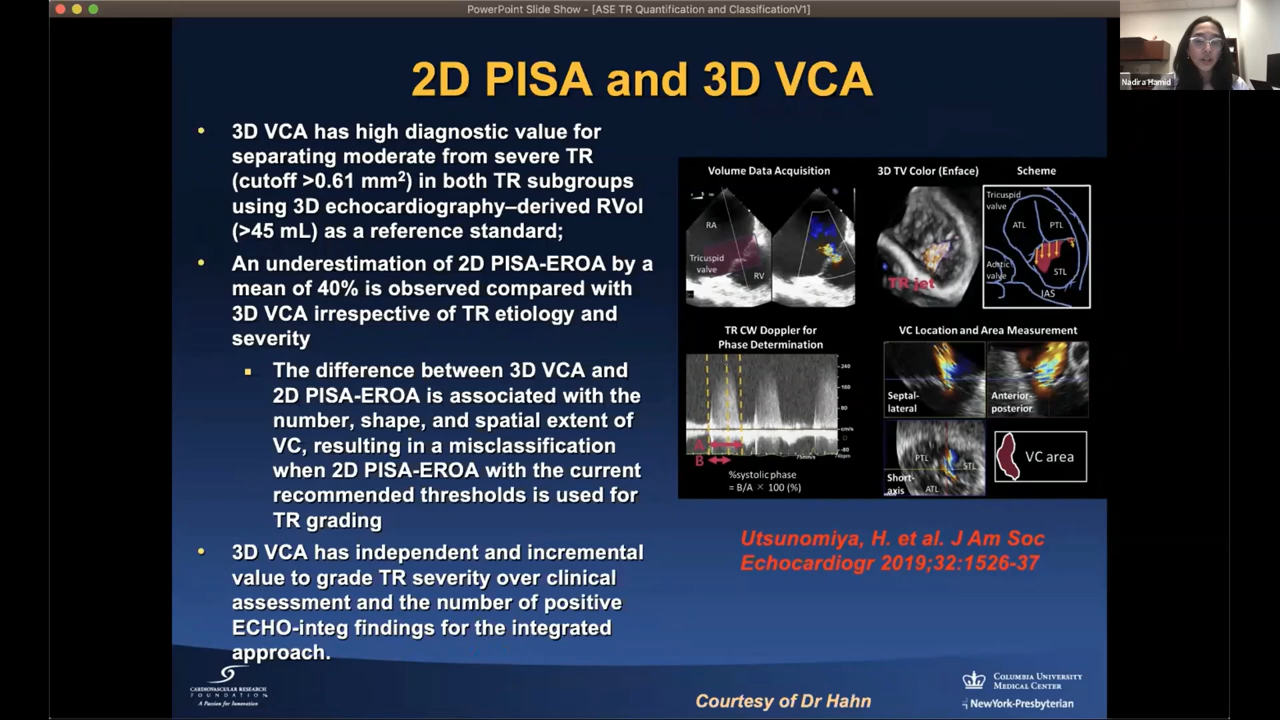 PowerPoint Slide Show - [ASE TR Quantification and ClassificationV1]
Nadira Hamid
2D PISA and 3D VCA
• 3D VCA has high diagnostic value for
separating moderate from severe TR
(cutoff >0.61 mm²) in both TR subgroups
using 3D echocardiography–derived RVol
(>45 mL) as a reference standard;
• An underestimation of 2D PISA-EROA by a
mean of 40% is observed compared with
3D VCA irrespective of TR etiology and
severity
▪ The difference between 3D VCA and
2D PISA-EROA is associated with the
number, shape, and spatial extent of
VC, resulting in a misclassification
when 2D PISA-EROA with the current
recommended thresholds is used for
TR grading
• 3D VCA has independent and incremental
value to grade TR severity over clinical
assessment and the number of positive
ECHO-integ findings for the integrated
approach.
Volume Data Acquisition
RA
Tricuspid
valve
RV
3D TV Color (Enface)
TR jet
Scheme
Tricuspid
valve
ATL
PTL
Aortic
valve
STL
IAS
TR CW Doppler for
Phase Determination
240
160
80
cm/s
-80
A
B
75mm/s
%systolic phase
= B/A × 100 (%)
VC Location and Area Measurement
Septal-
lateral
Anterior-
posterior
PTL
STL
Short-
axis
ATL
VC area
Utsunomiya, H. et al. J Am Soc
Echocardiogr 2019;32:1526-37
CARDIOVASCULAR RESEARCH
FOUNDATION
A Passion for Innovation
Courtesy of Dr Hahn
COLUMBIA UNIVERSITY
MEDICAL CENTER
NewYork-Presbyterian